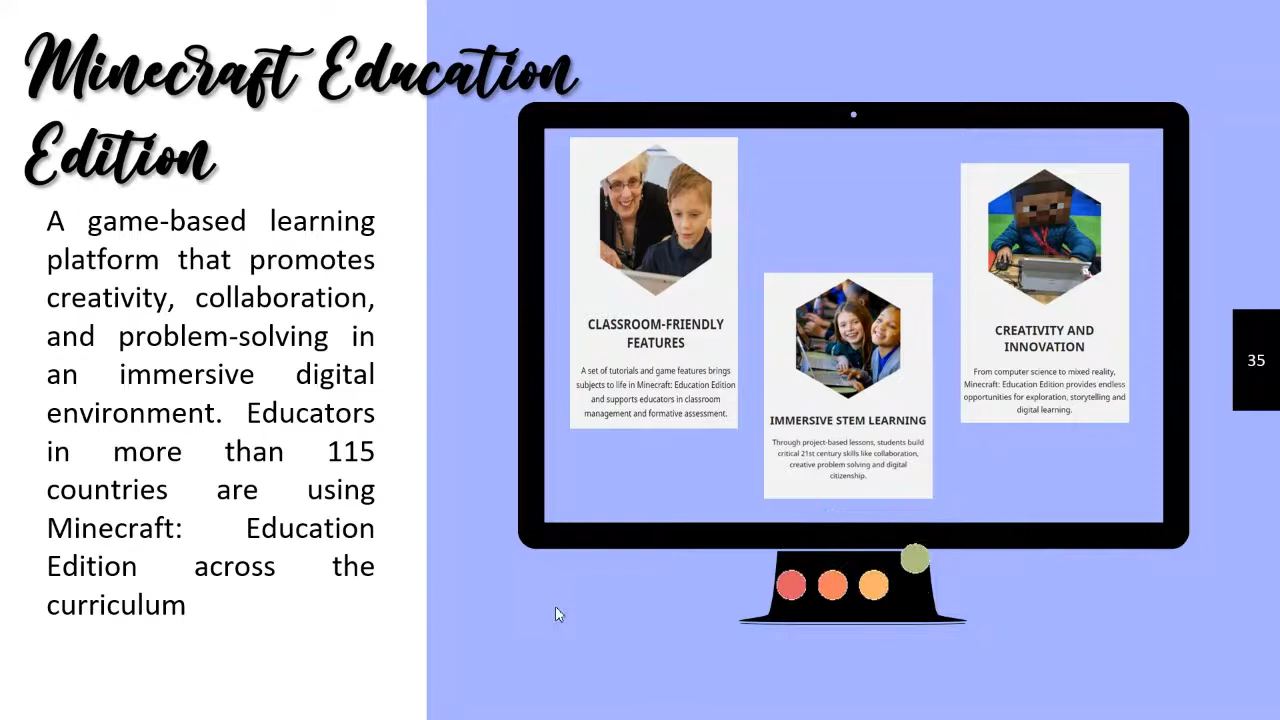 Minecraft Education
Edition
A game-based learning
platform that promotes
creativity, collaboration,
and problem-solving in
an immersive digital
environment. Educators
in more than 115
countries are using
Minecraft: Education
Edition across the
curriculum
CLASSROOM-FRIENDLY
FEATURES
A set of tutorials and game features brings
subjects to life in Minecraft: Education Edition
and supports educators in classroom
management and formative assessment.
IMMERSIVE STEM LEARNING
Through project-based lessons, students build
critical 21st century skills like collaboration,
creative problem solving and digital
citizenship.
CREATIVITY AND
INNOVATION
From computer science to mixed reality,
Minecraft: Education Edition provides endless
opportunities for exploration, storytelling and
digital learning.
35